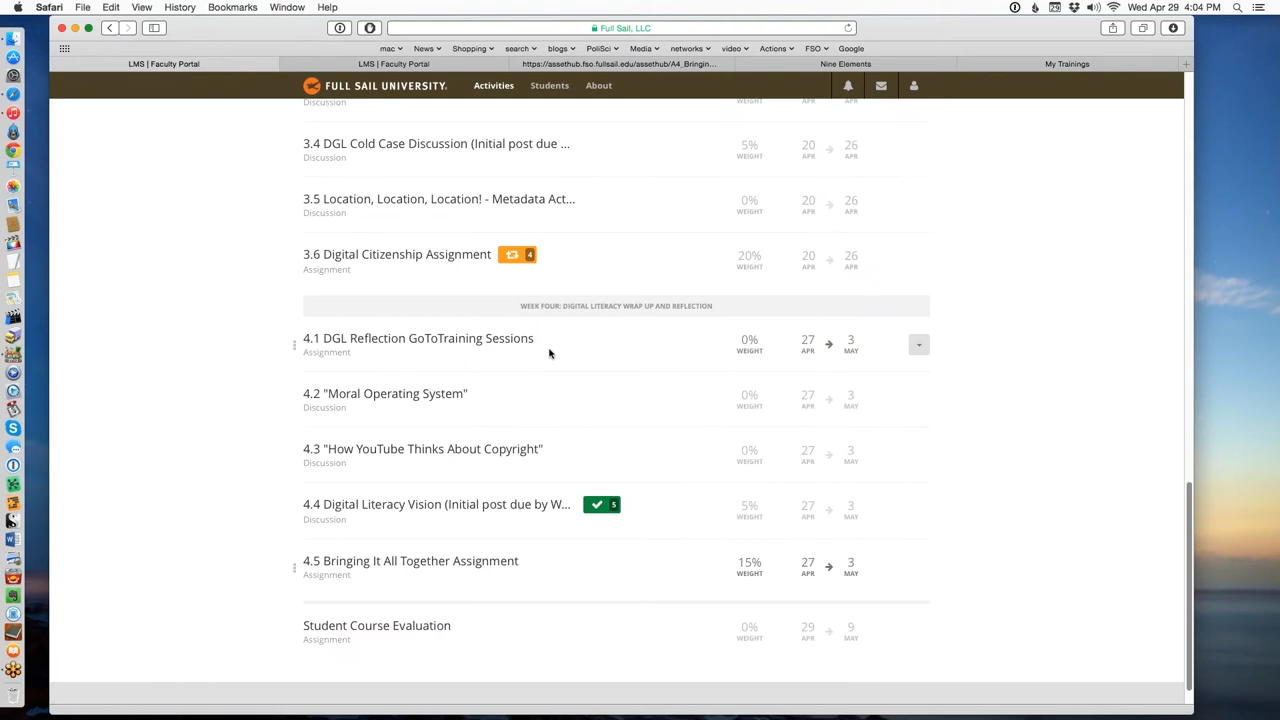 Safari File Edit View History Bookmarks Window Help Wed Apr 29 4:04 PM
Full Sail, LLC
mac News Shopping search blogs PoliSci Media networks video Actions FSO Google
LMS | Faculty Portal LMS | Faculty Portal https://assethub.fso.fullsail.edu/assethub/A4_Bringin... Nine Elements My Trainings
FULL SAIL UNIVERSITY. Activities Students About
Discussion WEIGHT APR APR
3.4 DGL Cold Case Discussion (Initial post due ... 5% 20 26
Discussion WEIGHT APR APR
3.5 Location, Location, Location! - Metadata Act... 0% 20 26
Discussion WEIGHT APR APR
3.6 Digital Citizenship Assignment 4 20% 20 26
Assignment WEIGHT APR APR
WEEK FOUR: DIGITAL LITERACY WRAP UP AND REFLECTION
4.1 DGL Reflection GoToTraining Sessions 0% 27 3
Assignment WEIGHT APR MAY
4.2 "Moral Operating System" 0% 27 3
Discussion WEIGHT APR MAY
4.3 "How YouTube Thinks About Copyright" 0% 27 3
Discussion WEIGHT APR MAY
4.4 Digital Literacy Vision (Initial post due by W... 5 5% 27 3
Discussion WEIGHT APR MAY
4.5 Bringing It All Together Assignment 15% 27 3
Assignment WEIGHT APR MAY
Student Course Evaluation 0% 29 9
Assignment WEIGHT APR MAY